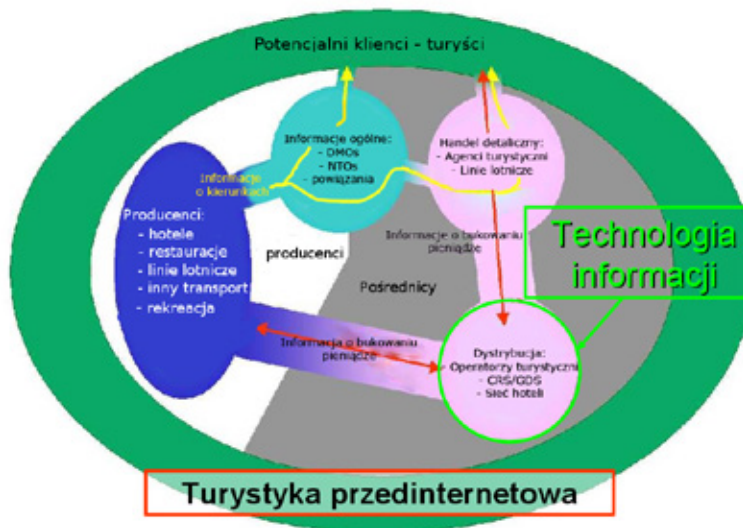 Potencjalni klienci - turyści
Informacje ogólne:
- DMOs
- NTOs
- powiązania
Handel detaliczny:
- Agenci turystyczni
- Linie lotnicze
Informacje
o kierunkach
Producenci:
- hotele
- restauracje
- linie lotnicze
- inny transport
- rekreacja
producenci
Informacje o bukowaniu
pieniądze
Technologia
informacji
Pośrednicy
Informacja o bukowaniu
pieniądze
Dystrybucja:
- Operatorzy turystyczni
- CRS/GDS
- Sieć hoteli
Turystyka przedinternetowa